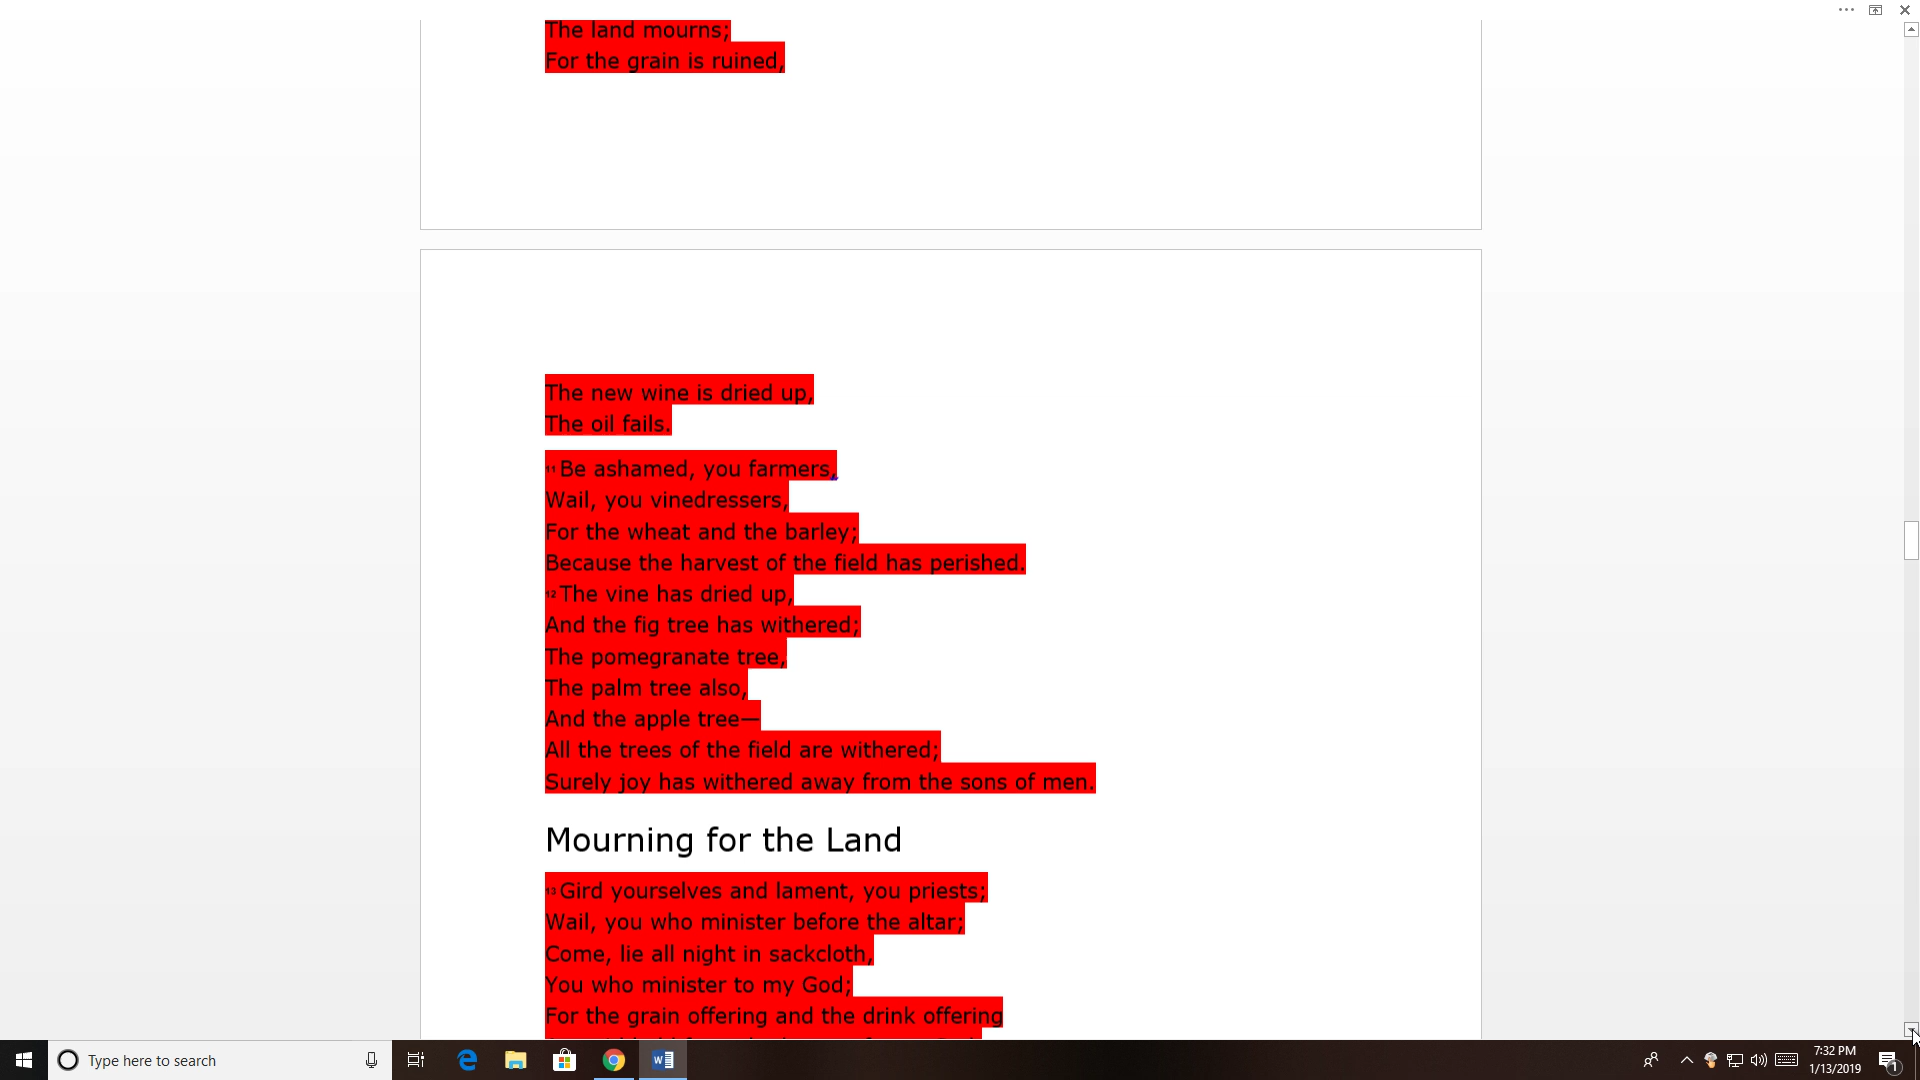 The land mourns;
For the grain is ruined,
The new wine is dried up,
The oil fails.
11 Be ashamed, you farmers,
Wail, you vinedressers,
For the wheat and the barley;
Because the harvest of the field has perished.
12 The vine has dried up,
And the fig tree has withered;
The pomegranate tree,
The palm tree also,
And the apple tree—
All the trees of the field are withered;
Surely joy has withered away from the sons of men.
Mourning for the Land
13 Gird yourselves and lament, you priests;
Wail, you who minister before the altar;
Come, lie all night in sackcloth,
You who minister to my God;
For the grain offering and the drink offering
Type here to search
7:32 PM
1/13/2019
1